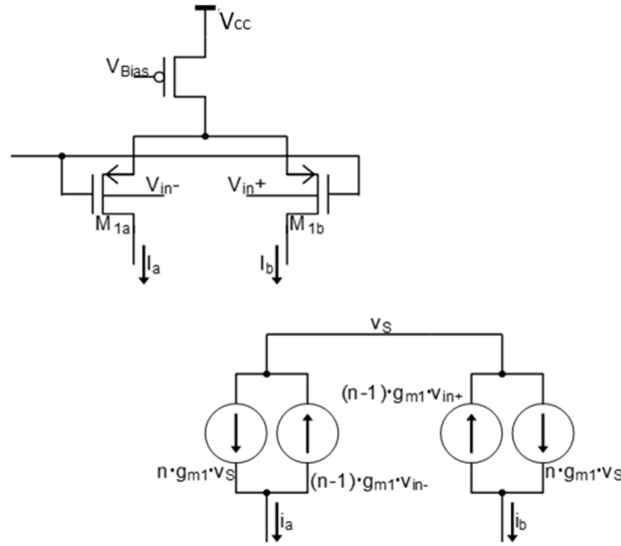 Vcc
VBias
Vin- Vin+
M1a M1b
Ia Ib
vS
(n-1)·gm1·vin+
n·gm1·vS (n-1)·gm1·vin- n·gm1·vS
ia ib